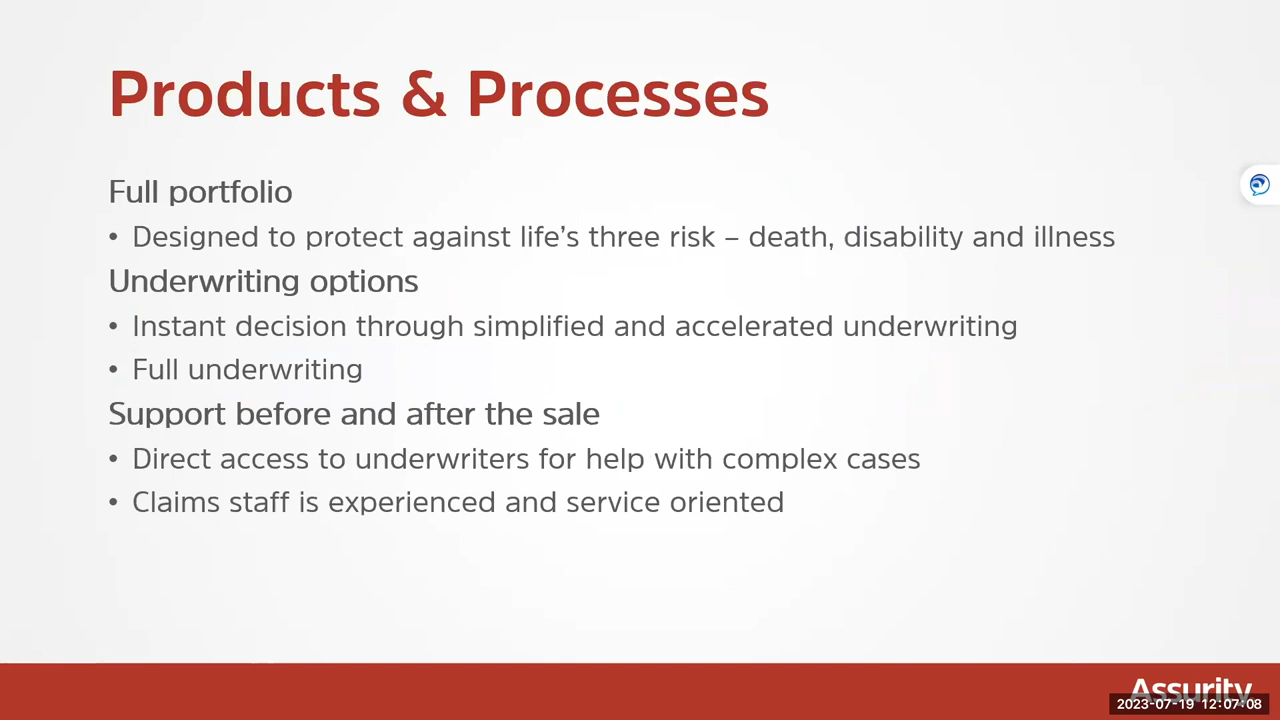 Products & Processes
Full portfolio
• Designed to protect against life's three risk – death, disability and illness
Underwriting options
• Instant decision through simplified and accelerated underwriting
• Full underwriting
Support before and after the sale
• Direct access to underwriters for help with complex cases
• Claims staff is experienced and service oriented
Assurity
2023-07-19 12:07:08